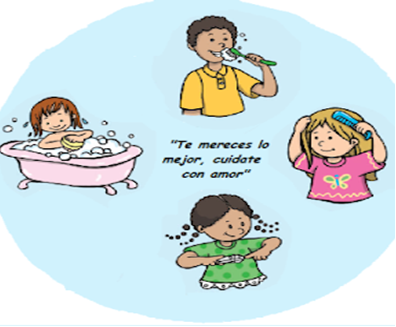 "Te mereces lo
mejor, cuidate
con amor"